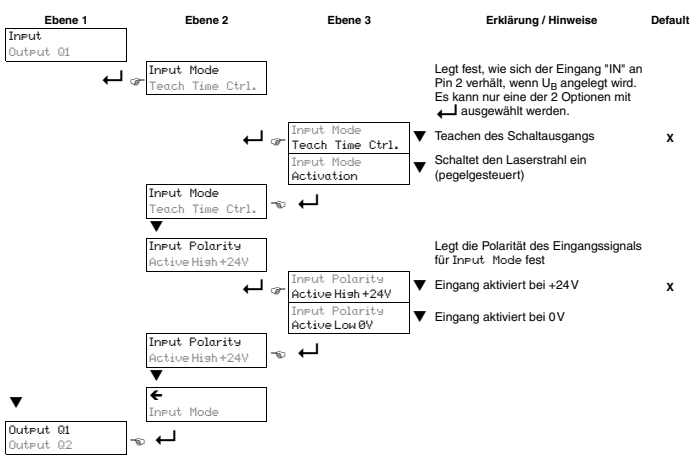 Ebene 1 Ebene 2 Ebene 3 Erklärung / Hinweise Default
Input
Output Q1
Input Mode
Teach Time Ctrl.
Legt fest, wie sich der Eingang "IN" an
Pin 2 verhält, wenn UB angelegt wird.
Es kann nur eine der 2 Optionen mit
ausgewählt werden.
Input Mode
Teach Time Ctrl.
Teachen des Schaltausgangs x
Input Mode
Activation
Schaltet den Laserstrahl ein
(pegelgesteuert)
Input Mode
Teach Time Ctrl.
Input Polarity
Active High +24V
Legt die Polarität des Eingangssignals
für Input Mode fest
Input Polarity
Active High +24V
Eingang aktiviert bei +24V x
Input Polarity
Active Low 0V
Eingang aktiviert bei 0V
Input Polarity
Active High +24V
Input Mode
Output Q1
Output Q2